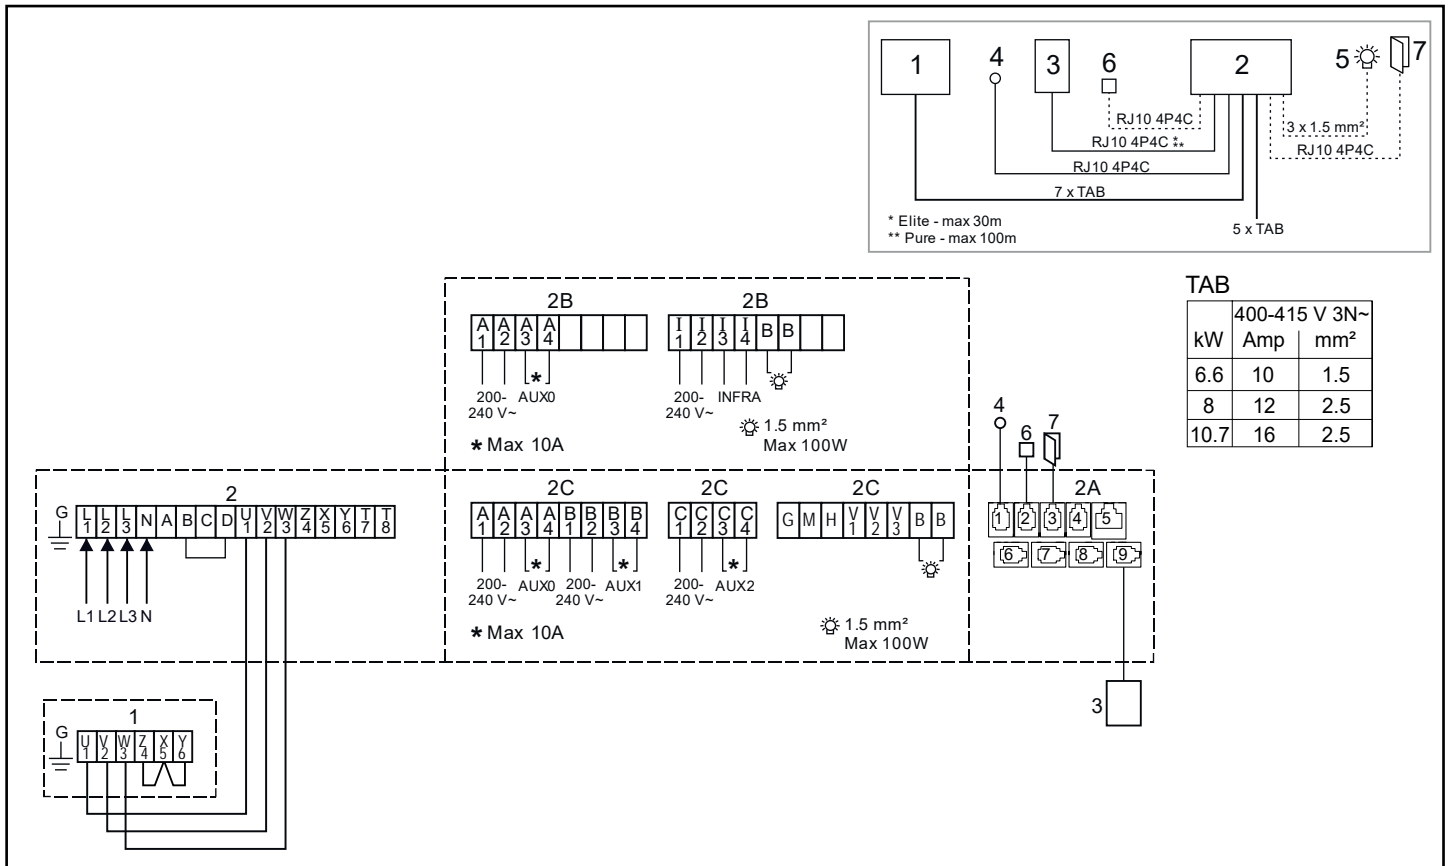 1 4 3 6 2 5 7
RJ10 4P4C
3 x 1.5 mm²
RJ10 4P4C * **
RJ10 4P4C
RJ10 4P4C
7 x TAB
* Elite - max 30m
** Pure - max 100m
5 x TAB
TAB
400-415 V 3N~
kW Amp mm²
6.6 10 1.5
8 12 2.5
10.7 16 2.5
2B 2B
A1 A2 A3 A4
I1 I2 I3 I4 B B
*
200-240 V~ AUX0
200-240 V~ INFRA
* Max 10A
1.5 mm²
Max 100W
2
G L1 L2 L3 N A B C D U1 V2 W3 Z4 X5 Y6 T7 T8
L1 L2 L3 N
2C 2C 2C
A1 A2 A3 A4 B1 B2 B3 B4
C1 C2 C3 C4
G M H V1 V2 V3 B B
* * *
200-240 V~ AUX0 200-240 V~ AUX1
200-240 V~ AUX2
* Max 10A
1.5 mm²
Max 100W
4 6 7
2A
1 2 3 4 5
6 7 8 9
3
1
G U1 V2 W3 Z4 X5 Y6